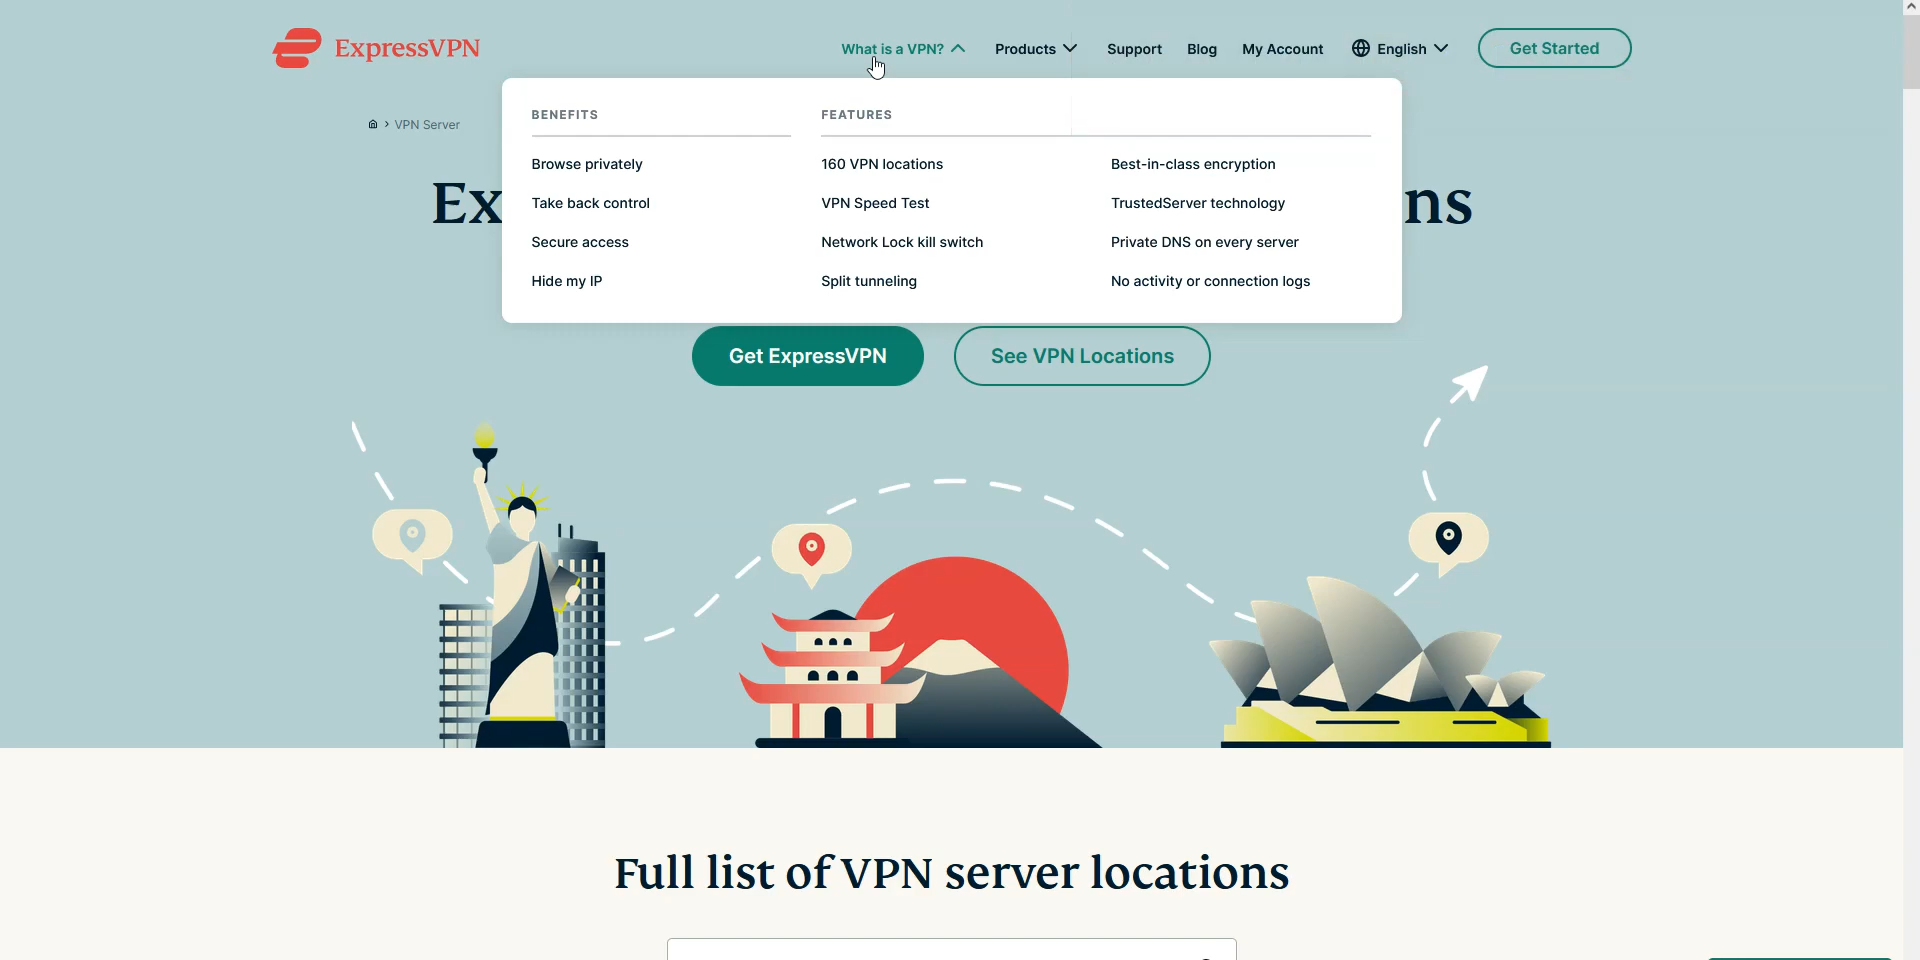 ExpressVPN
What is a VPN?
Products
Support
Blog
My Account
English
Get Started
VPN Server
BENEFITS
Browse privately
Take back control
Secure access
Hide my IP
FEATURES
160 VPN locations
VPN Speed Test
Network Lock kill switch
Split tunneling
Best-in-class encryption
TrustedServer technology
Private DNS on every server
No activity or connection logs
Ex
ns
Get ExpressVPN
See VPN Locations
Full list of VPN server locations